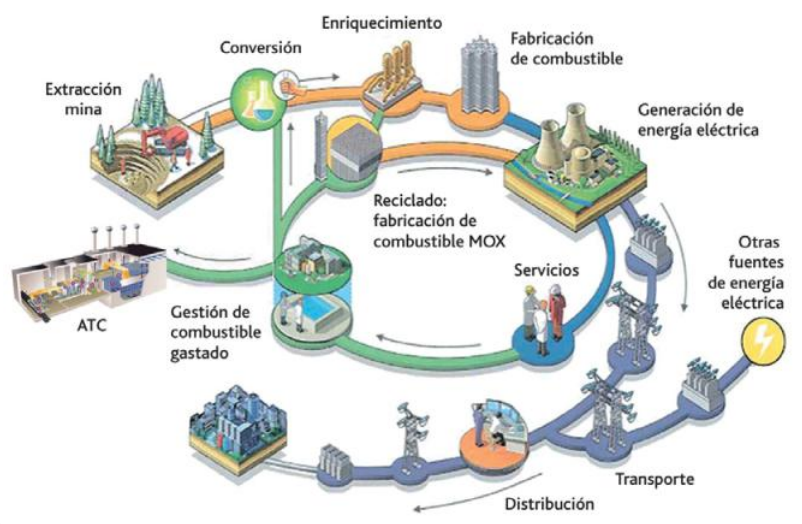 Enriquecimiento
Conversión
Fabricación
de combustible
Extracción
mina
Generación de
energía eléctrica
Reciclado:
fabricación de
combustible MOX
Otras
fuentes
de energía
eléctrica
Servicios
Gestión de
combustible
gastado
ATC
Transporte
Distribución